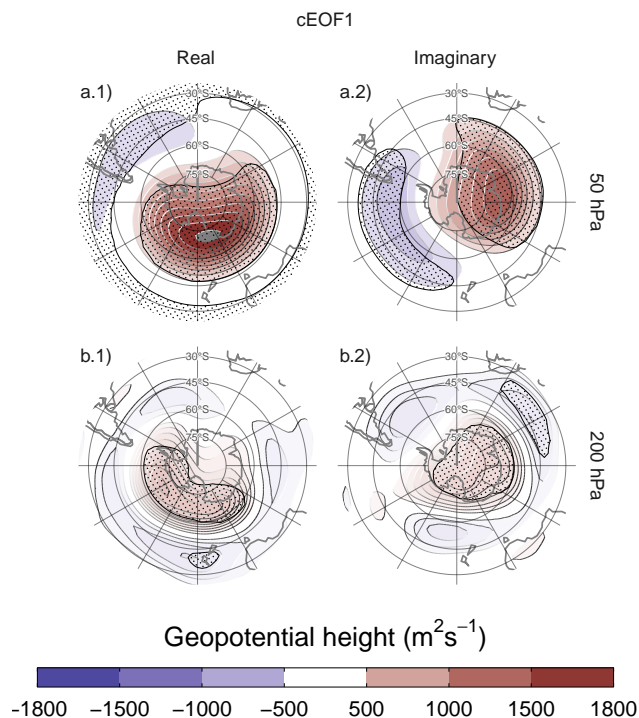 cEOF1
Real
Imaginary
a.1)
30°S
45°S
60°S
75°S
a.2)
30°S
45°S
60°S
75°S
50 hPa
b.1)
30°S
45°S
60°S
75°S
b.2)
30°S
45°S
60°S
75°S
200 hPa
Geopotential height (m²s⁻¹)
−1800 −1500 −1000 −500 500 1000 1500 1800